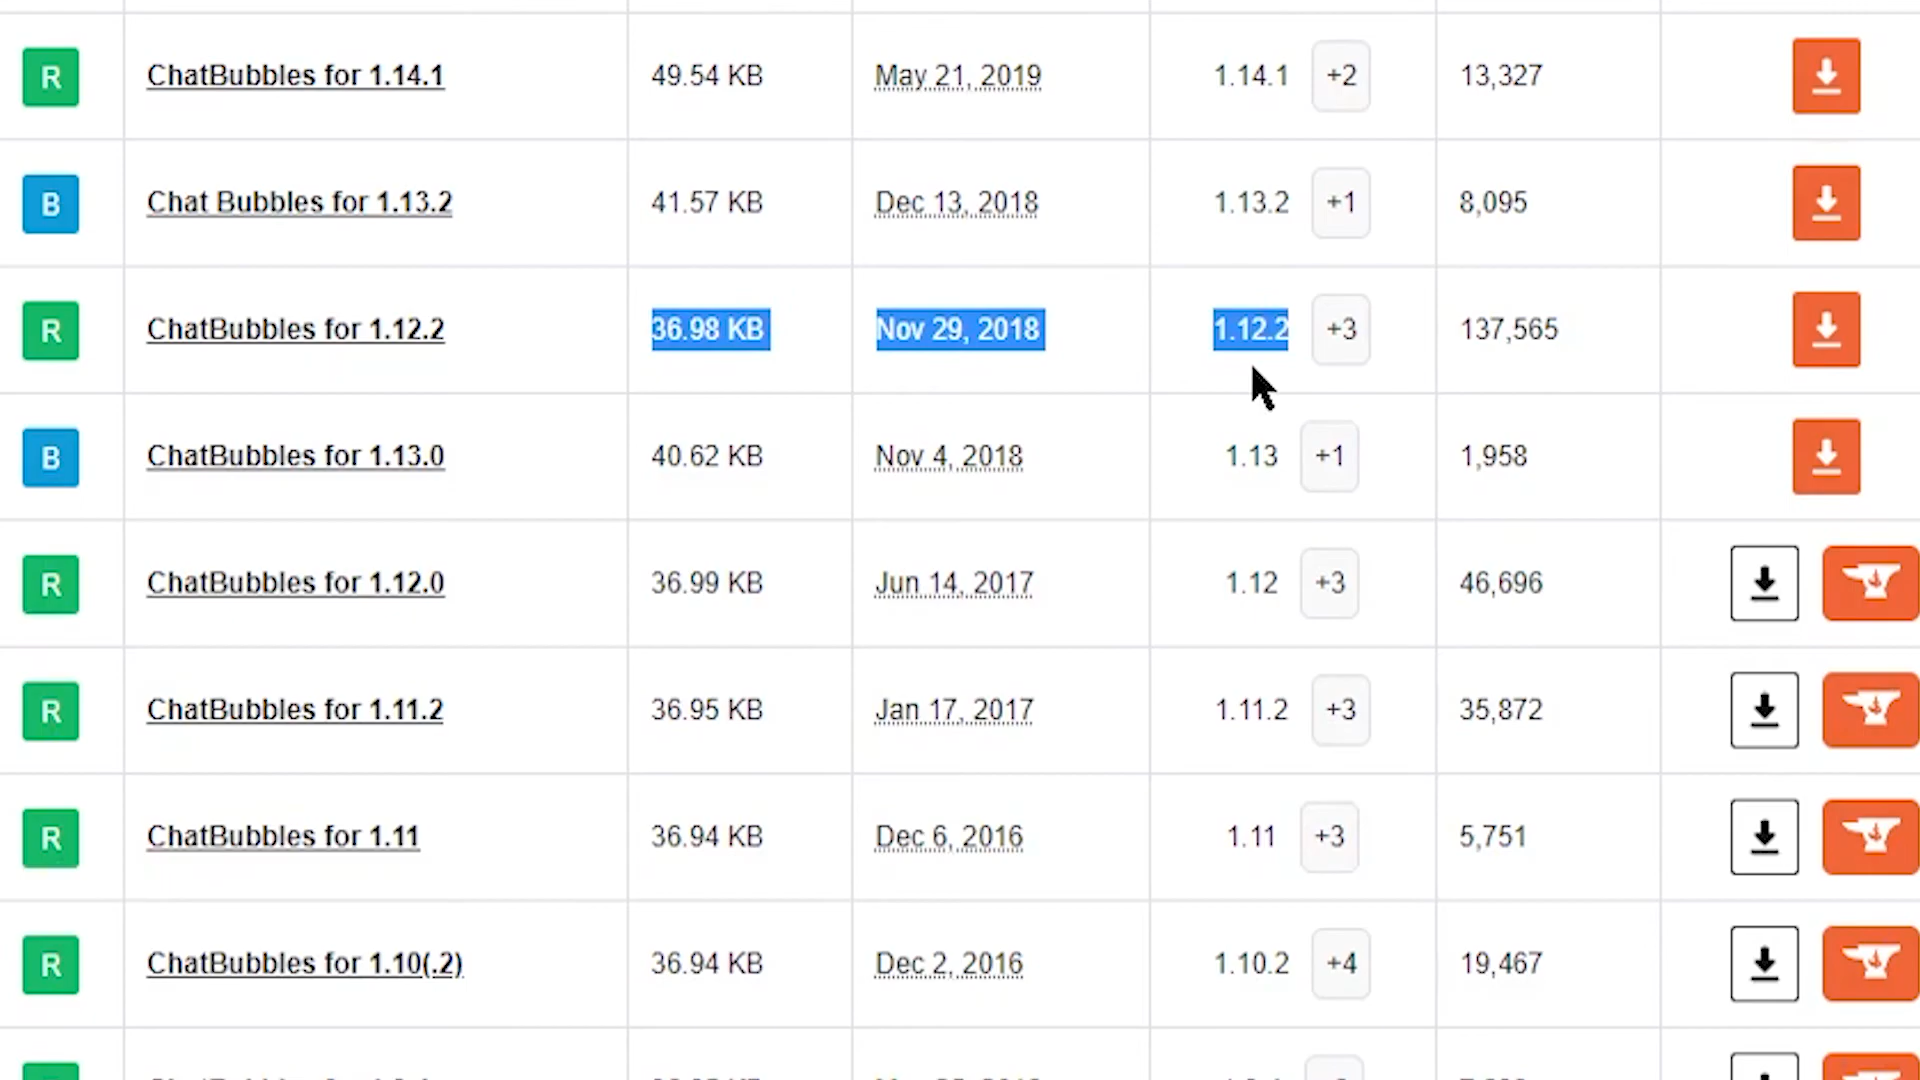 R ChatBubbles for 1.14.1 49.54 KB May 21, 2019 1.14.1 +2 13,327
B Chat Bubbles for 1.13.2 41.57 KB Dec 13, 2018 1.13.2 +1 8,095
R ChatBubbles for 1.12.2 36.98 KB Nov 29, 2018 1.12.2 +3 137,565
B ChatBubbles for 1.13.0 40.62 KB Nov 4, 2018 1.13 +1 1,958
R ChatBubbles for 1.12.0 36.99 KB Jun 14, 2017 1.12 +3 46,696
R ChatBubbles for 1.11.2 36.95 KB Jan 17, 2017 1.11.2 +3 35,872
R ChatBubbles for 1.11 36.94 KB Dec 6, 2016 1.11 +3 5,751
R ChatBubbles for 1.10(.2) 36.94 KB Dec 2, 2016 1.10.2 +4 19,467